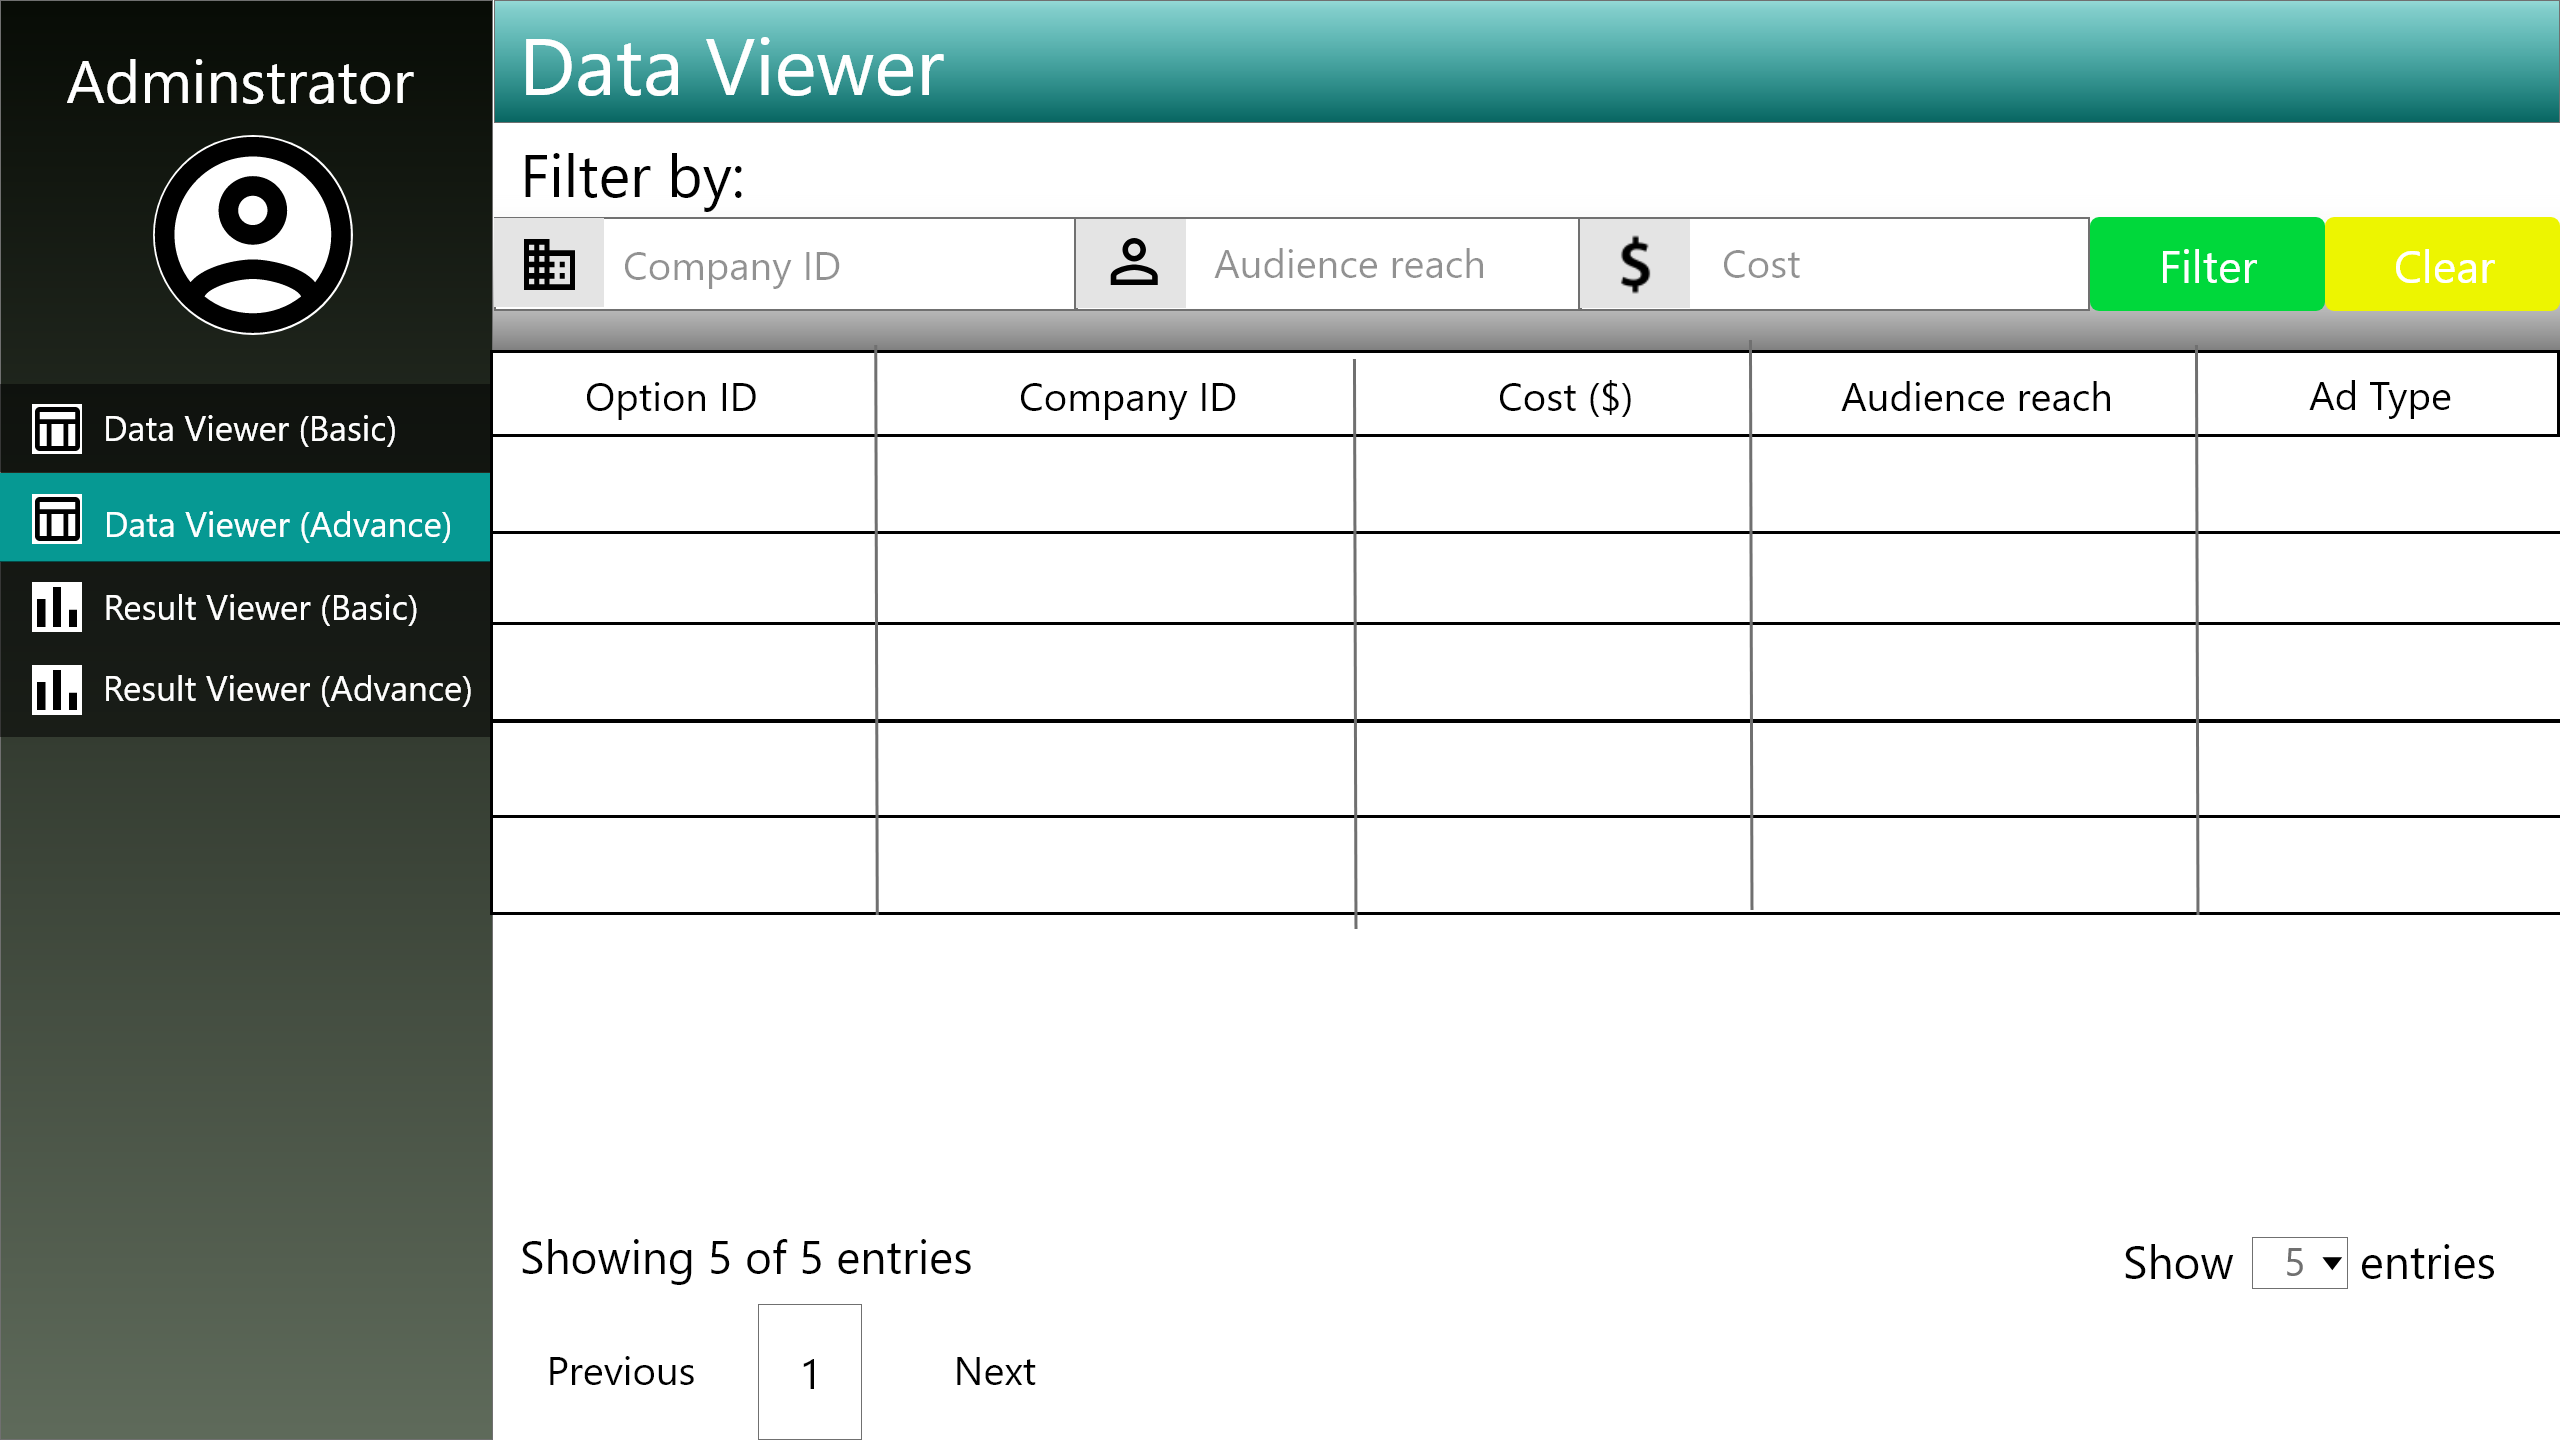 Adminstrator
Data Viewer (Basic)
Data Viewer (Advance)
Result Viewer (Basic)
Result Viewer (Advance)
Data Viewer
Filter by:
Company ID
Audience reach
$ Cost
Filter
Clear
Option ID
Company ID
Cost ($)
Audience reach
Ad Type
Showing 5 of 5 entries
Show 5 entries
Previous 1 Next